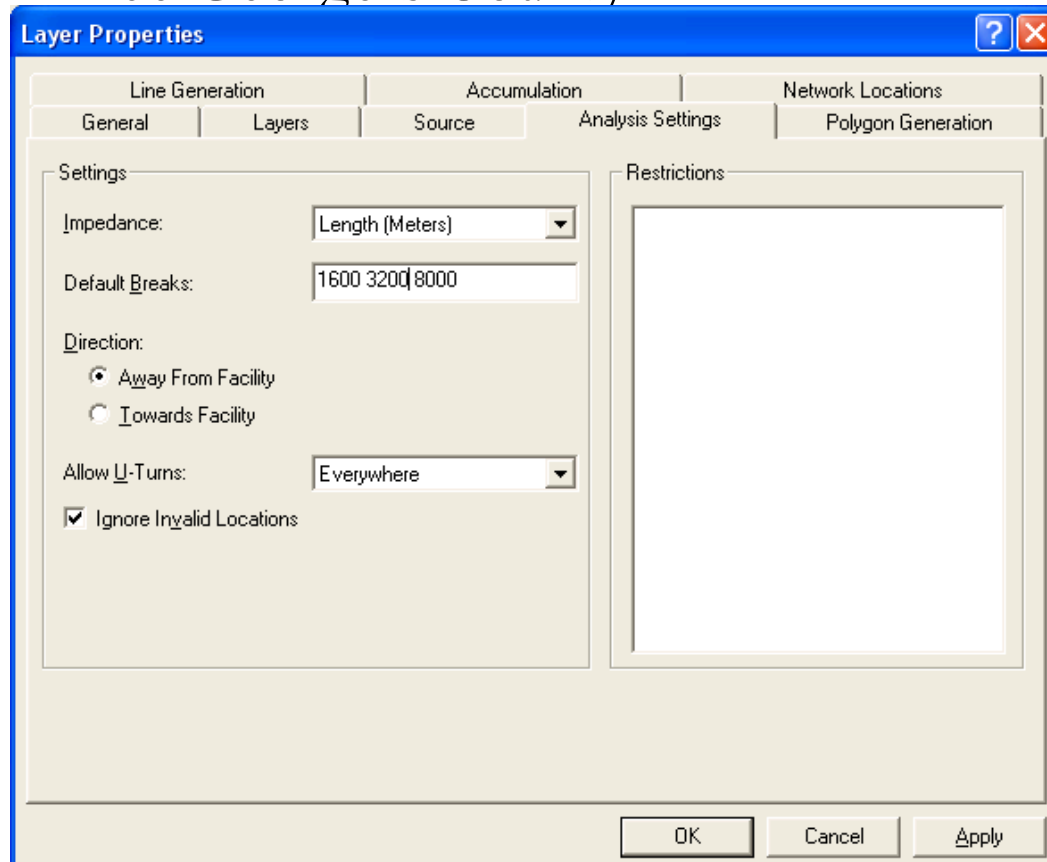 Layer Properties
Line Generation Accumulation Network Locations
General Layers Source Analysis Settings Polygon Generation
Settings
Impedance: Length (Meters)
Default Breaks: 1600 3200 8000
Direction:
Away From Facility
Towards Facility
Allow U-Turns: Everywhere
Ignore Invalid Locations
Restrictions
OK Cancel Apply